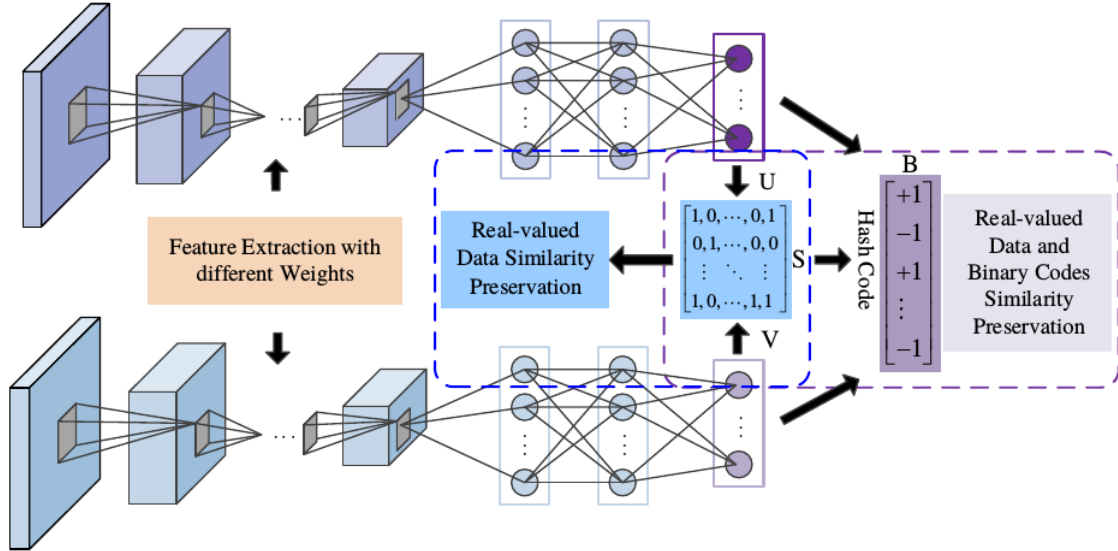 Feature Extraction with
different Weights
Real-valued
Data Similarity
Preservation
U
1, 0, ⋯, 0, 1
0, 1, ⋯, 0, 0
⋮ ⋱ ⋮
1, 0, ⋯, 1, 1
S
V
B
Hash Code
+1
−1
+1
⋮
−1
Real-valued
Data and
Binary Codes
Similarity
Preservation